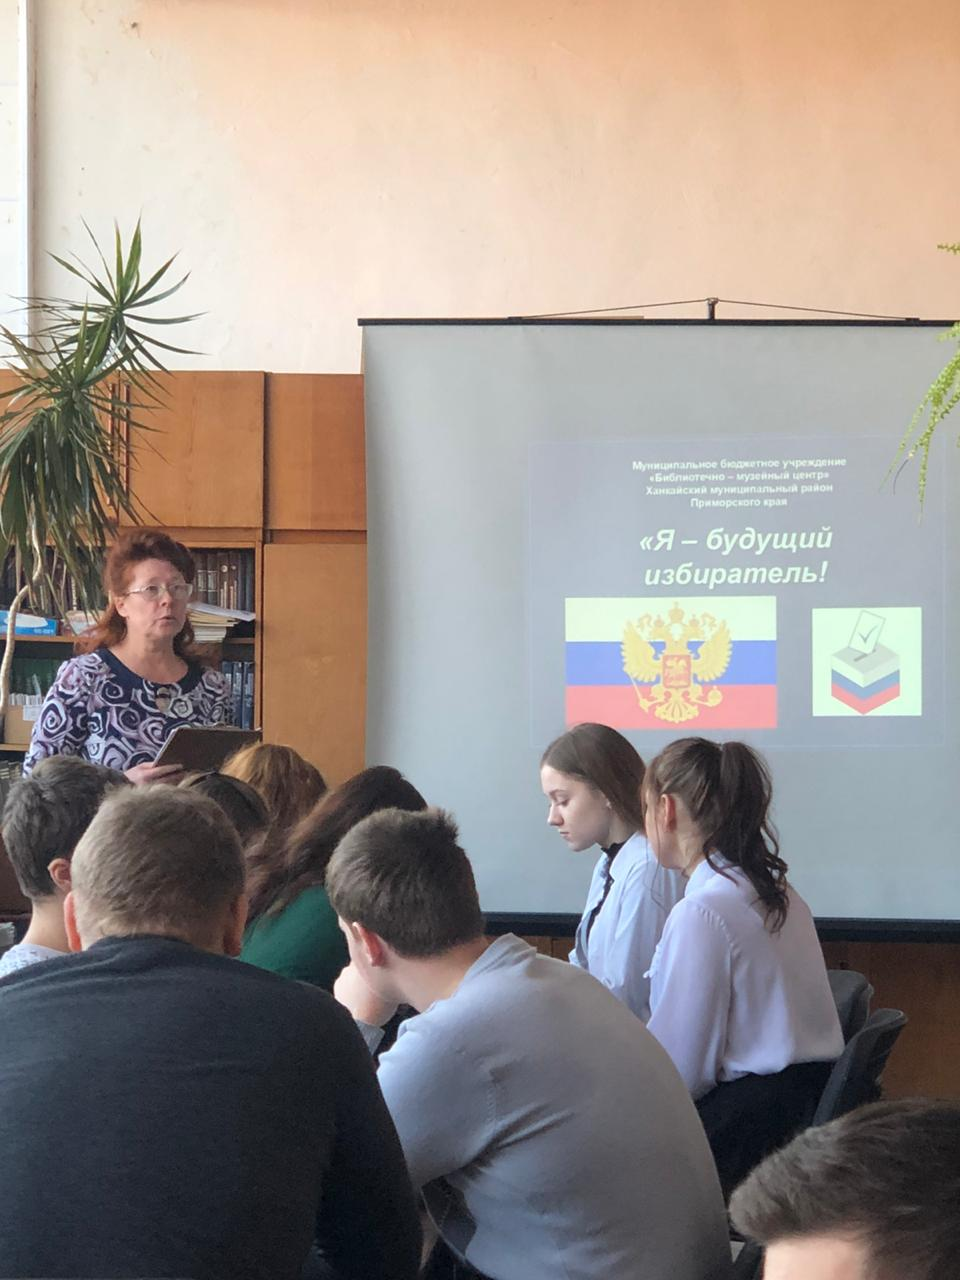 Муниципальное бюджетное учреждение
«Библиотечно – музейный центр»
Ханкайский муниципальный район
Приморского края
«Я – будущий
избиратель!